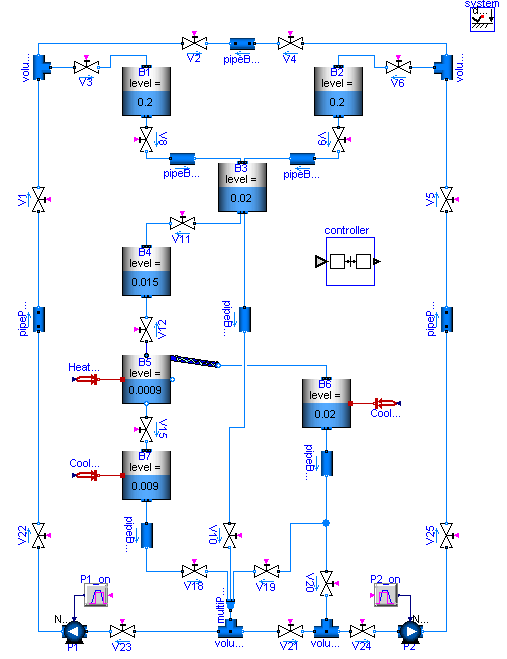 system
d...
V2
pipeB...
V4
volu...
V3
B1
level =
0.2
B2
level =
0.2
V6
volu...
V8
V9
pipeB...
pipeB...
B3
level =
0.02
V1
V5
V11
controller
B4
level =
0.015
pipeP...
pipeB...
pipeP...
V12
Heat...
B5
level =
0.0009
B6
level =
0.02
Cool...
V15
Cool...
B7
level =
0.009
pipeB...
pipeB...
V22
V10
V25
V18
V19
V20
multiP...
P1_on
P2_on
N...
P1
V23
volu...
V21
volu...
V24
N...
P2